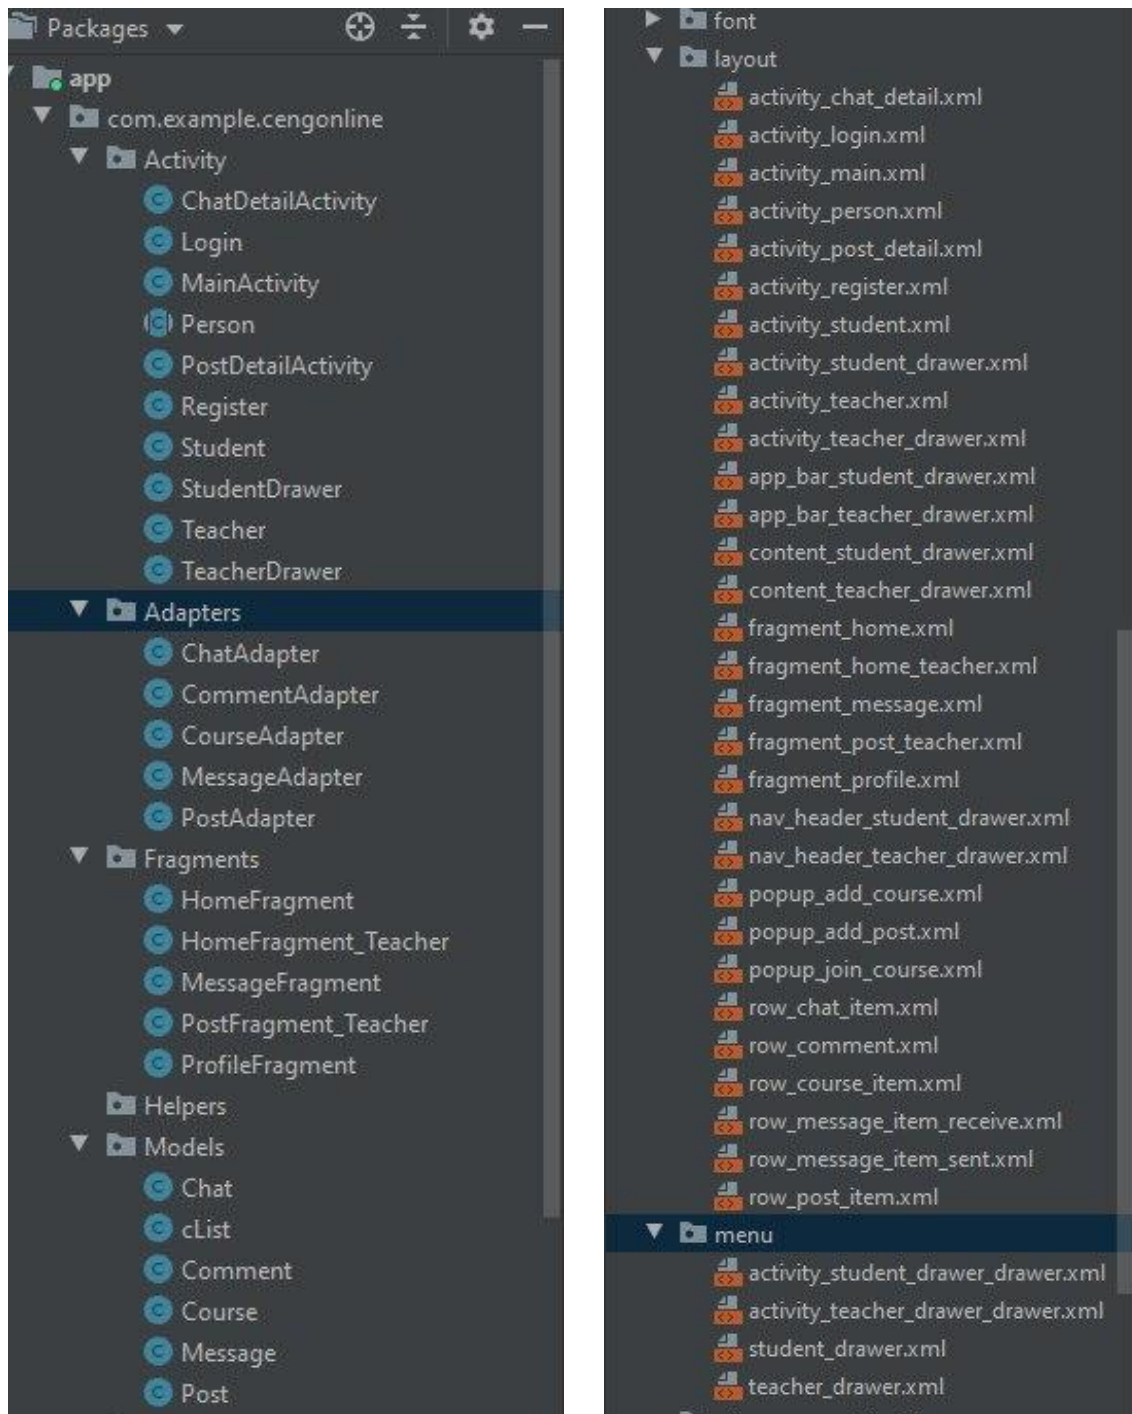 Packages
app
com.example.cengonline
Activity
ChatDetailActivity
Login
MainActivity
Person
PostDetailActivity
Register
Student
StudentDrawer
Teacher
TeacherDrawer
Adapters
ChatAdapter
CommentAdapter
CourseAdapter
MessageAdapter
PostAdapter
Fragments
HomeFragment
HomeFragment_Teacher
MessageFragment
PostFragment_Teacher
ProfileFragment
Helpers
Models
Chat
cList
Comment
Course
Message
Post
font
layout
activity_chat_detail.xml
activity_login.xml
activity_main.xml
activity_person.xml
activity_post_detail.xml
activity_register.xml
activity_student.xml
activity_student_drawer.xml
activity_teacher.xml
activity_teacher_drawer.xml
app_bar_student_drawer.xml
app_bar_teacher_drawer.xml
content_student_drawer.xml
content_teacher_drawer.xml
fragment_home.xml
fragment_home_teacher.xml
fragment_message.xml
fragment_post_teacher.xml
fragment_profile.xml
nav_header_student_drawer.xml
nav_header_teacher_drawer.xml
popup_add_course.xml
popup_add_post.xml
popup_join_course.xml
row_chat_item.xml
row_comment.xml
row_course_item.xml
row_message_item_receive.xml
row_message_item_sent.xml
row_post_item.xml
menu
activity_student_drawer_drawer.xml
activity_teacher_drawer_drawer.xml
student_drawer.xml
teacher_drawer.xml